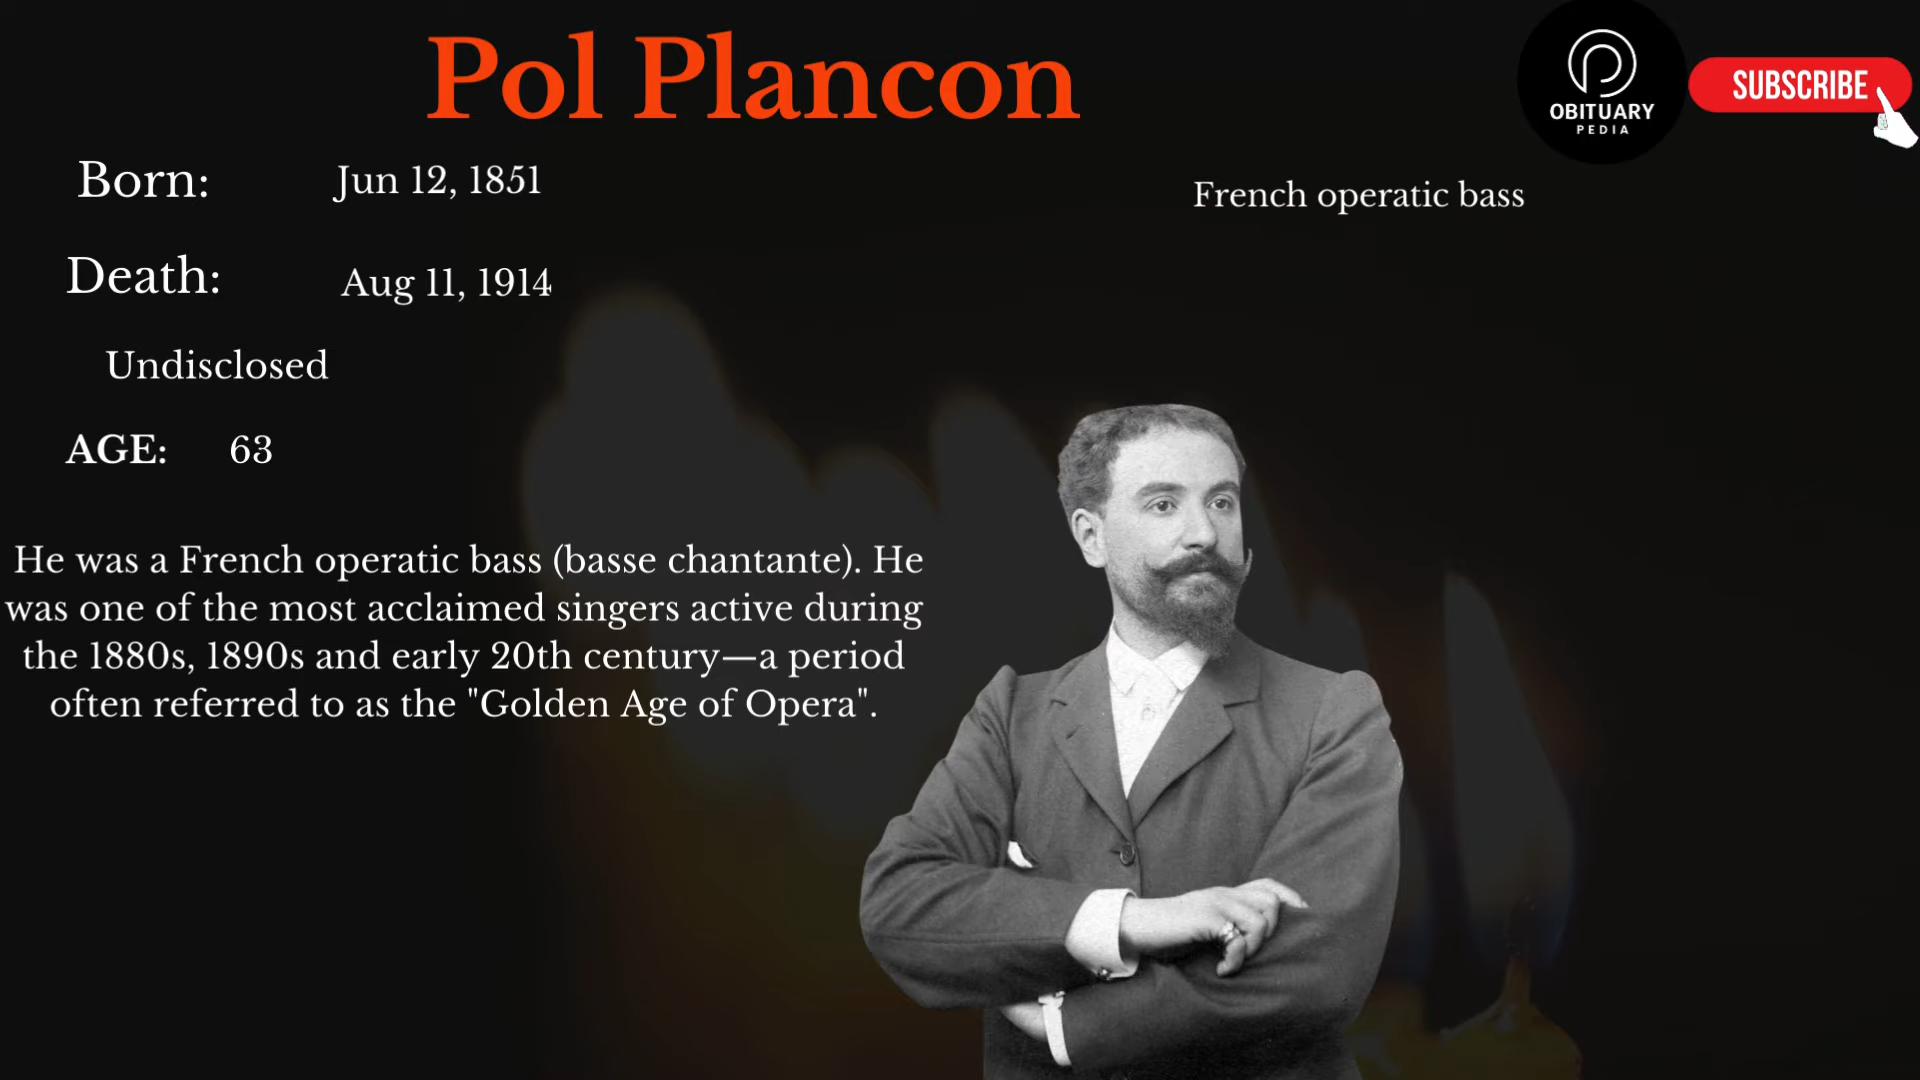 Pol Plancon
OBITUARY
PEDIA
SUBSCRIBE
Born:
Jun 12, 1851
French operatic bass
Death:
Aug 11, 1914
Undisclosed
AGE:
63
He was a French operatic bass (basse chantante). He
was one of the most acclaimed singers active during
the 1880s, 1890s and early 20th century—a period
often referred to as the "Golden Age of Opera".